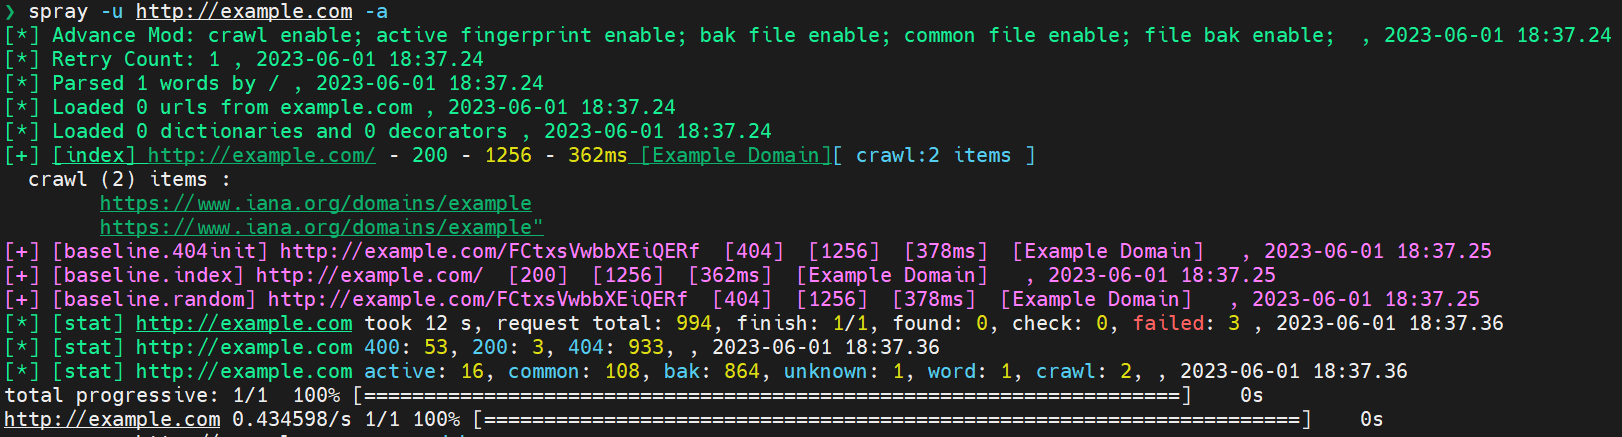 ❯ spray -u http://example.com -a
[*] Advance Mod: crawl enable; active fingerprint enable; bak file enable; common file enable; file bak enable;  , 2023-06-01 18:37.24
[*] Retry Count: 1 , 2023-06-01 18:37.24
[*] Parsed 1 words by / , 2023-06-01 18:37.24
[*] Loaded 0 urls from example.com , 2023-06-01 18:37.24
[*] Loaded 0 dictionaries and 0 decorators , 2023-06-01 18:37.24
[+] [index] http://example.com/ - 200 - 1256 - 362ms [Example Domain][ crawl:2 items ]
crawl (2) items :
https://www.iana.org/domains/example
https://www.iana.org/domains/example"
[+] [baseline.404init] http://example.com/FCtxsVwbbXEiQERf  [404]  [1256]  [378ms]  [Example Domain]   , 2023-06-01 18:37.25
[+] [baseline.index] http://example.com/  [200]  [1256]  [362ms]  [Example Domain]   , 2023-06-01 18:37.25
[+] [baseline.random] http://example.com/FCtxsVwbbXEiQERf  [404]  [1256]  [378ms]  [Example Domain]   , 2023-06-01 18:37.25
[*] [stat] http://example.com took 12 s, request total: 994, finish: 1/1, found: 0, check: 0, failed: 3 , 2023-06-01 18:37.36
[*] [stat] http://example.com 400: 53, 200: 3, 404: 933, , 2023-06-01 18:37.36
[*] [stat] http://example.com active: 16, common: 108, bak: 864, unknown: 1, word: 1, crawl: 2, , 2023-06-01 18:37.36
total progressive: 1/1  100% [====================================================================]    0s
http://example.com 0.434598/s 1/1 100% [====================================================================]    0s